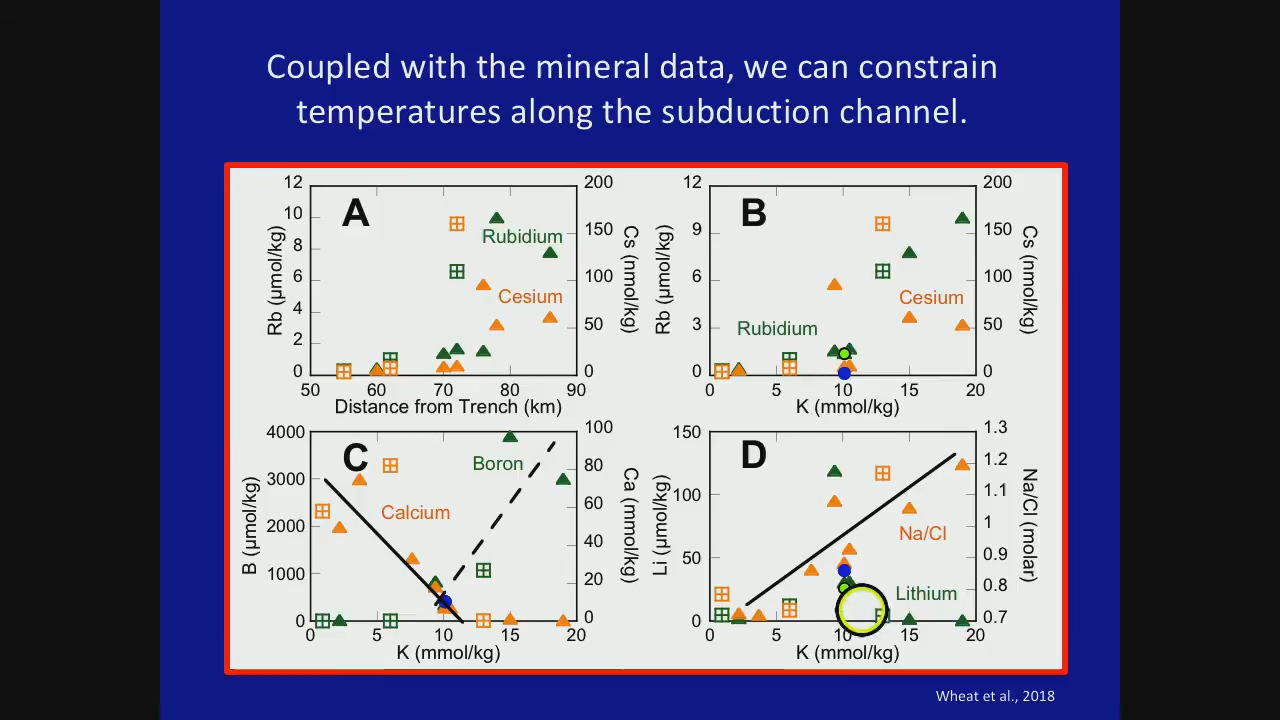 Coupled with the mineral data, we can constrain
temperatures along the subduction channel.
A
Rb (µmol/kg)
12
10
8
6
4
2
0
50
60
70
80
90
Distance from Trench (km)
200
150
100
50
0
Cs (nmol/kg)
Rubidium
Cesium
B
Rb (µmol/kg)
12
9
6
3
0
0
5
10
15
20
K (mmol/kg)
200
150
100
50
0
Cs (nmol/kg)
Cesium
Rubidium
C
B (µmol/kg)
4000
3000
2000
1000
0
0
5
10
15
20
K (mmol/kg)
100
80
60
40
20
0
Ca (mmol/kg)
Boron
Calcium
D
Li (µmol/kg)
150
100
50
0
0
5
10
15
20
K (mmol/kg)
1.3
1.2
1.1
1
0.9
0.8
0.7
Na/Cl (molar)
Na/Cl
Lithium
Wheat et al., 2018